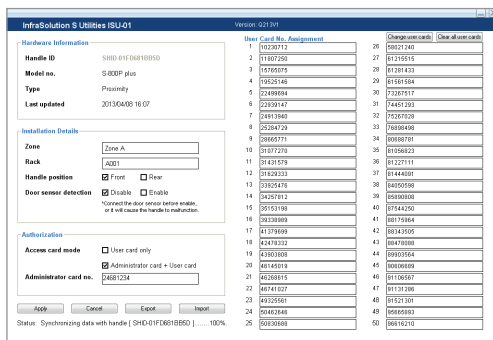 InfraSolution S Utilities ISU-01
Version: Q213V1
Hardware Information
Handle ID SHID-01FD681BB5D
Model no. S-800P plus
Type Proximity
Last updated 2013/04/08 16:07
Installation Details
Zone Zone A
Rack A001
Handle position Front Rear
Door sensor detection Disable Enable
*Connect the door sensor before enable,
or it will cause the handle to malfunction.
Authorization
Access card mode User card only
Administrator card + User card
Administrator card no. 24681234
Apply Cancel Export Import
Status: Synchronizing data with handle [ SHID-01FD681BB5D ] ........100%.
User Card No. Assignment
Change user cards Clear all user cards
1 10230712
2 11807250
3 15765075
4 19525146
5 22499694
6 22939147
7 24913940
8 25284729
9 28665771
10 31077270
11 31431579
12 31629333
13 33925476
14 34257812
15 35153198
16 39338989
17 41379699
18 42478332
19 43903808
20 46145019
21 46268615
22 46741027
23 49325561
24 50462646
25 50830688
26 58021240
27 61215515
28 61281433
29 61561584
30 73267517
31 74451293
32 75267028
33 76898498
34 80688781
35 81056823
36 81227111
37 81444091
38 84050598
39 85890808
40 87544250
41 88175964
42 88343505
43 88478088
44 89903564
45 90606689
46 91106567
47 91131286
48 91521301
49 95865893
50 96616210